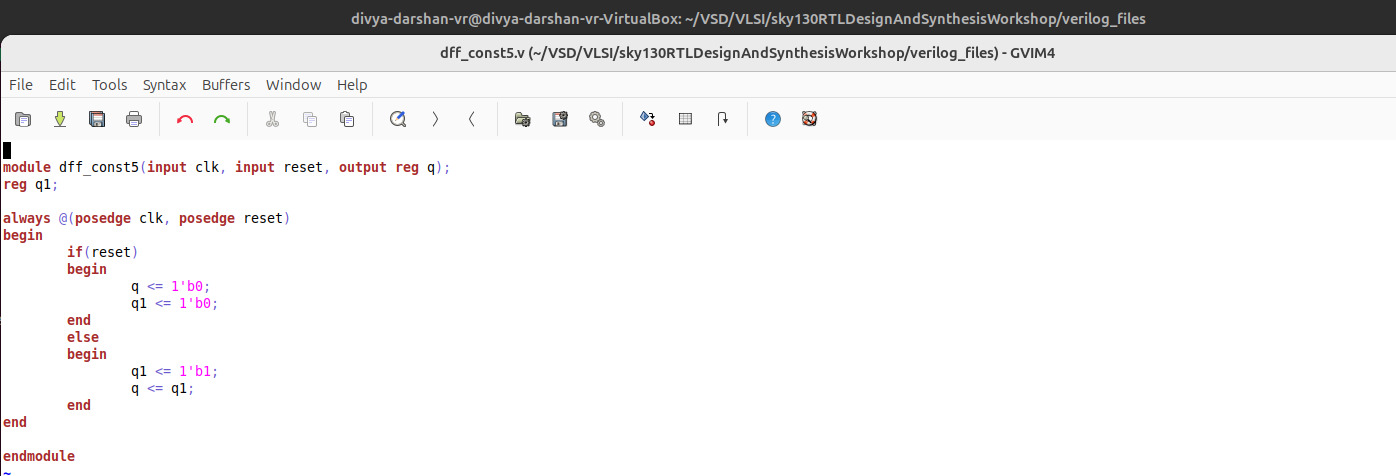 divya-darshan-vr@divya-darshan-vr-VirtualBox: ~/VSD/VLSI/sky130RTLDesignAndSynthesisWorkshop/verilog_files
dff_const5.v (~/VSD/VLSI/sky130RTLDesignAndSynthesisWorkshop/verilog_files) - GVIM4
File Edit Tools Syntax Buffers Window Help
module dff_const5(input clk, input reset, output reg q);
reg q1;
always @(posedge clk, posedge reset)
begin
        if(reset)
        begin
                q <= 1'b0;
                q1 <= 1'b0;
        end
        else
        begin
                q1 <= 1'b1;
                q <= q1;
        end
end
endmodule
~